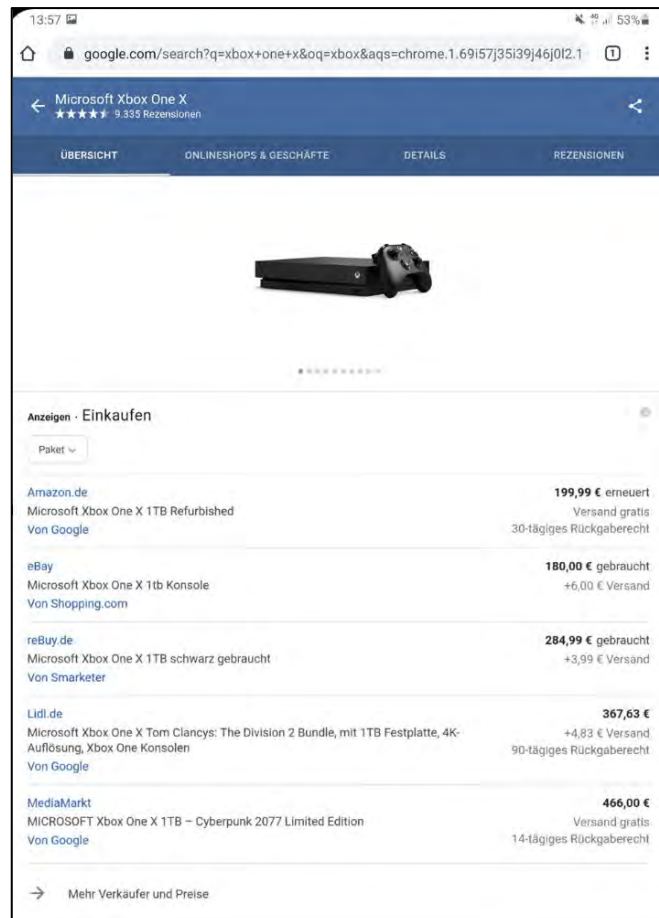 13:57
53%
google.com/search?q=xbox+one+x&oq=xbox&aqs=chrome.1.69i57j35i39j46j0l2.1
1
Microsoft Xbox One X
★★★★★ 9.335 Rezensionen
ÜBERSICHT ONLINESHOPS & GESCHÄFTE DETAILS REZENSIONEN
Anzeigen · Einkaufen
Paket
Amazon.de 199,99 € erneuert
Microsoft Xbox One X 1TB Refurbished Versand gratis
Von Google 30-tägiges Rückgaberecht
eBay 180,00 € gebraucht
Microsoft Xbox One X 1tb Konsole +6,00 € Versand
Von Shopping.com
reBuy.de 284,99 € gebraucht
Microsoft Xbox One X 1TB schwarz gebraucht +3,99 € Versand
Von Smarketer
Lidl.de 367,63 €
Microsoft Xbox One X Tom Clancys: The Division 2 Bundle, mit 1TB Festplatte, 4K- +4,83 € Versand
Auflösung, Xbox One Konsolen 90-tägiges Rückgaberecht
Von Google
MediaMarkt 466,00 €
MICROSOFT Xbox One X 1TB – Cyberpunk 2077 Limited Edition Versand gratis
Von Google 14-tägiges Rückgaberecht
→ Mehr Verkäufer und Preise